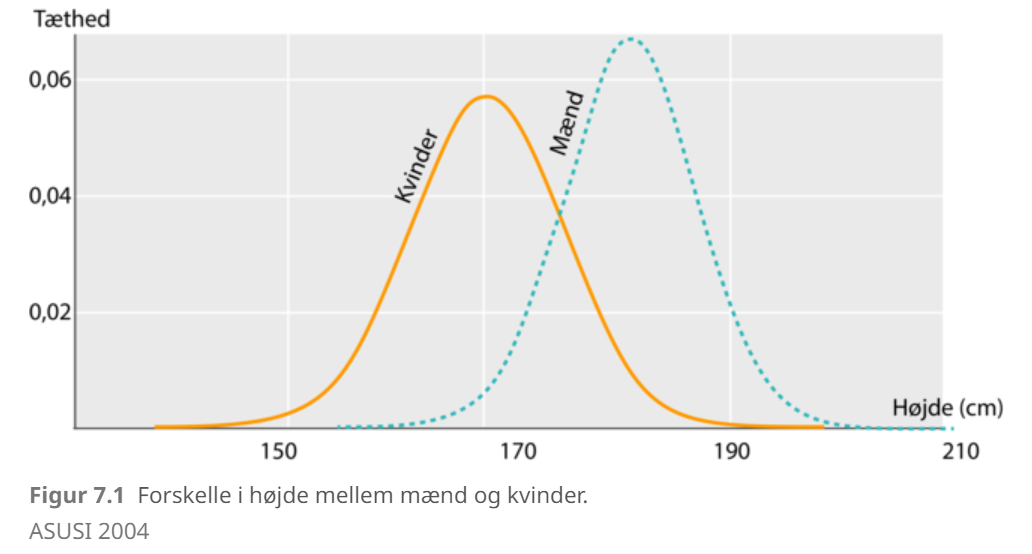 Tæthed
0,06
0,04
0,02
Kvinder
Mænd
Højde (cm)
150 170 190 210
Figur 7.1 Forskelle i højde mellem mænd og kvinder.
ASUSI 2004